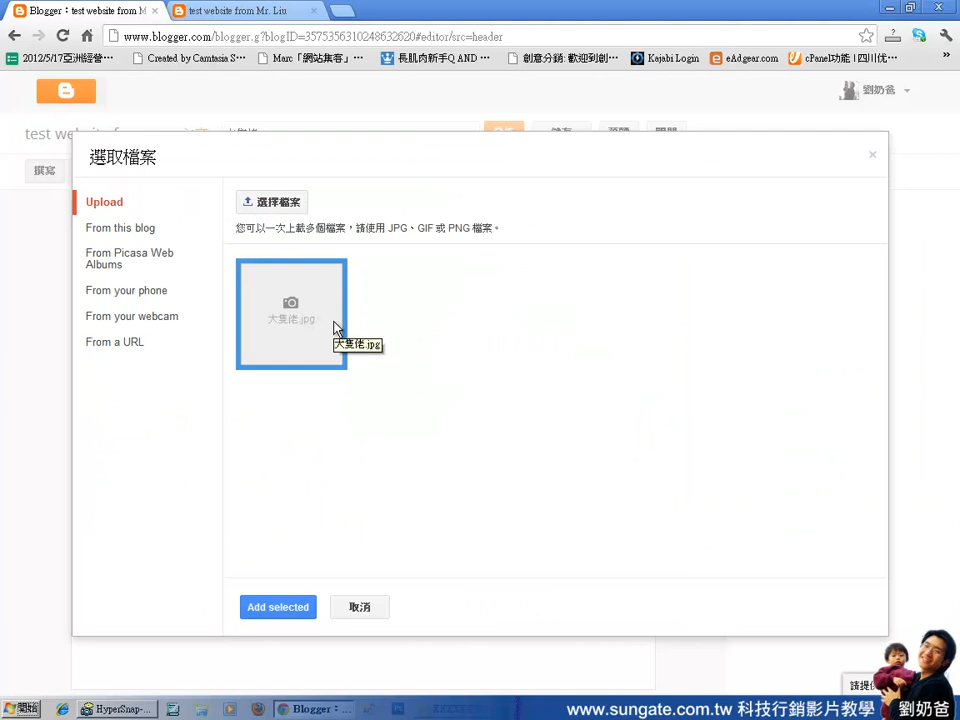 Blogger：test website from M
test website from Mr. Liu
www.blogger.com/blogger.g?blogID=3575356310248632620#editor/src=header
2012/5/17亞洲經營···
Created by Camtasia S···
Marc「網站集客」···
長肌肉新手Q AND ···
創意分銷: 歡迎到創···
Kajabi Login
eAdgear.com
cPanel功能 | 四川优···
»
劉奶爸
test we
撰寫
選取檔案
×
Upload
From this blog
From Picasa Web
Albums
From your phone
From your webcam
From a URL
選擇檔案
您可以一次上載多個檔案，請使用 JPG、GIF 或 PNG 檔案。
大隻佬.jpg
大隻佬.jpg
Add selected
取消
請提供
開始
HyperSnap-...
Blogger：...
www.sungate.com.tw 科技行銷影片教學
劉奶爸